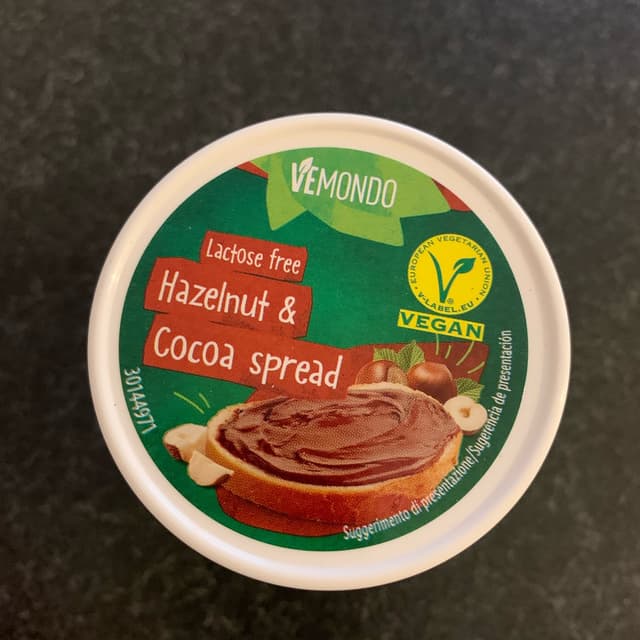 VEMONDO
Lactose free
Hazelnut &
Cocoa spread
EUROPEAN VEGETARIAN UNION
V-LABEL.EU
VEGAN
30144971
Suggerimento di presentazione/Sugerencia de presentación